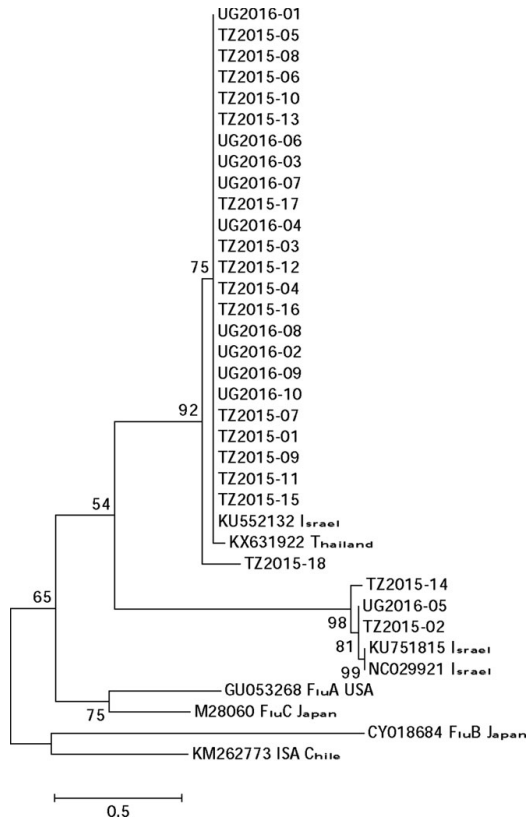 UG2016-01
TZ2015-05
TZ2015-08
TZ2015-06
TZ2015-10
TZ2015-13
UG2016-06
UG2016-03
UG2016-07
TZ2015-17
UG2016-04
TZ2015-03
75 TZ2015-12
TZ2015-04
TZ2015-16
UG2016-08
UG2016-02
UG2016-09
UG2016-10
92 TZ2015-07
TZ2015-01
TZ2015-09
TZ2015-11
TZ2015-15
54
KU552132 Israel
KX631922 Thailand
TZ2015-18
65
TZ2015-14
UG2016-05
98 TZ2015-02
81 KU751815 Israel
99 NC029921 Israel
GU053268 FluA USA
75 M28060 FluC Japan
CY018684 FluB Japan
KM262773 ISA Chile
0.5